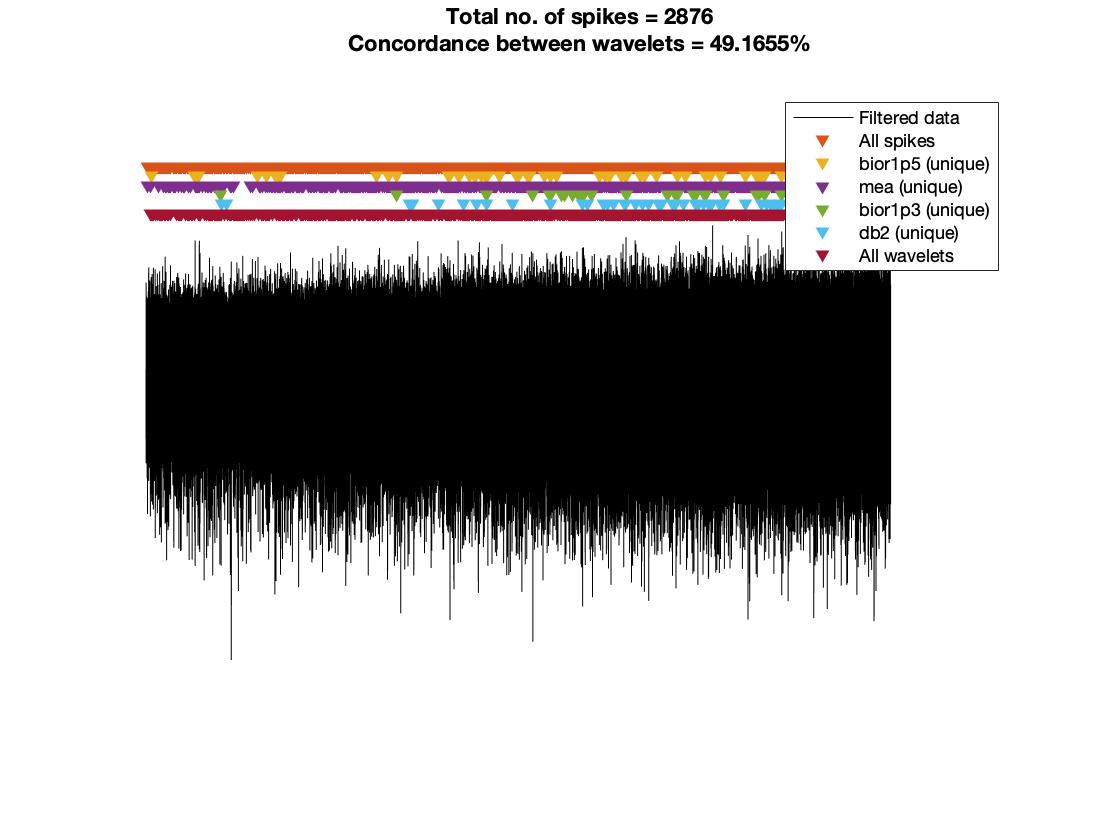 Total no. of spikes = 2876
Concordance between wavelets = 49.1655%
Filtered data
All spikes
bior1p5 (unique)
mea (unique)
bior1p3 (unique)
db2 (unique)
All wavelets